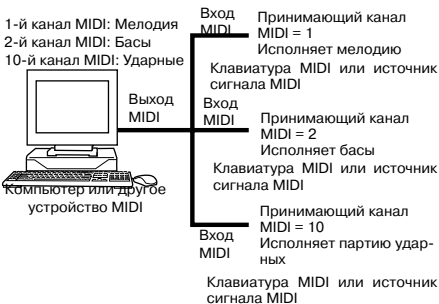 1-й канал MIDI: Мелодия
2-й канал MIDI: Басы
10-й канал MIDI: Ударные
Вход
MIDI
Принимающий канал
MIDI = 1
Исполняет мелодию
Клавиатура MIDI или источник
сигнала MIDI
Выход
MIDI
Вход
MIDI
Принимающий канал
MIDI = 2
Исполняет басы
Клавиатура MIDI или источник
сигнала MIDI
Компьютер или другое
устройство MIDI
Вход
MIDI
Принимающий канал
MIDI = 10
Исполняет партию удар-
ных
Клавиатура MIDI или источник
сигнала MIDI